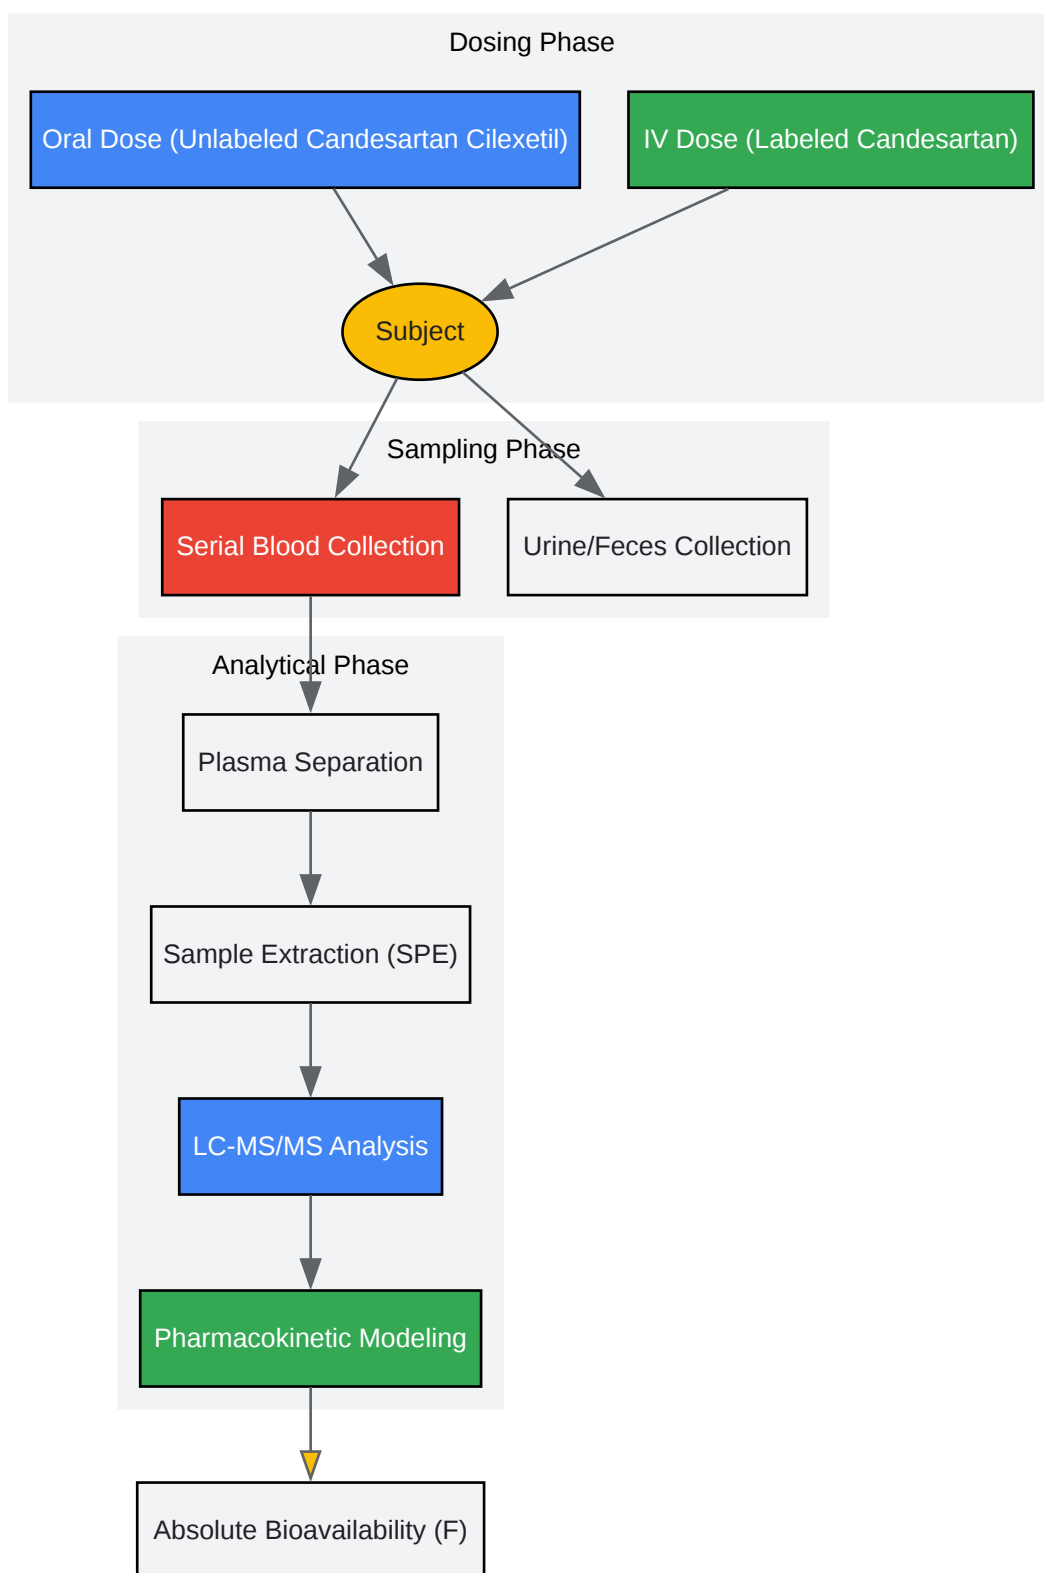 Dosing Phase
Oral Dose (Unlabeled Candesartan Cilexetil)
IV Dose (Labeled Candesartan)
Subject
Sampling Phase
Serial Blood Collection
Urine/Feces Collection
Analytical Phase
Plasma Separation
Sample Extraction (SPE)
LC-MS/MS Analysis
Pharmacokinetic Modeling
Absolute Bioavailability (F)